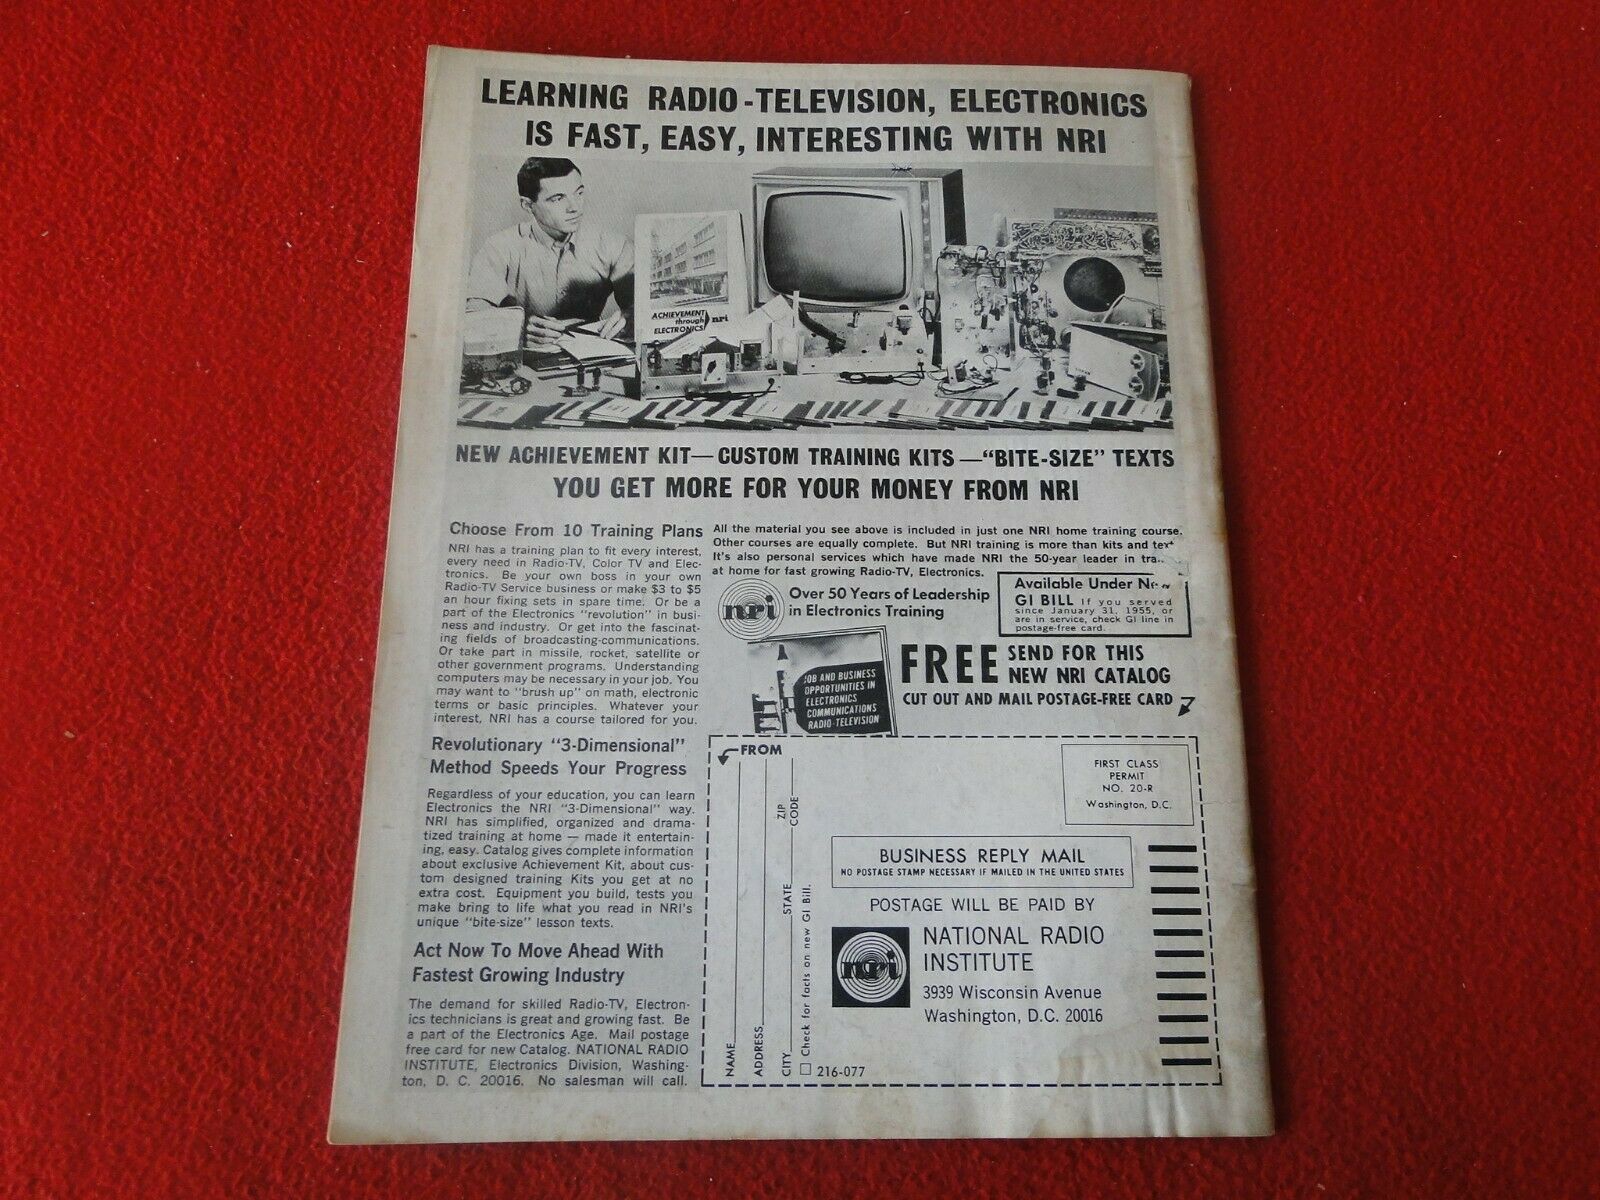 LEARNING RADIO-TELEVISION, ELECTRONICS
IS FAST, EASY, INTERESTING WITH NRI
ACHIEVEMENT
through
ELECTRONICS
nri
NEW ACHIEVEMENT KIT—CUSTOM TRAINING KITS—"BITE-SIZE" TEXTS
YOU GET MORE FOR YOUR MONEY FROM NRI
Choose From 10 Training Plans
NRI has a training plan to fit every interest,
every need in Radio-TV, Color TV and Elec-
tronics. Be your own boss in your own
Radio-TV Service business or make $3 to $5
an hour fixing sets in spare time. Or be a
part of the Electronics "revolution" in busi-
ness and industry. Or get into the fascinat-
ing fields of broadcasting-communications.
Or take part in missile, rocket, satellite or
other government programs. Understanding
computers may be necessary in your job. You
may want to "brush up" on math, electronic
terms or basic principles. Whatever your
interest, NRI has a course tailored for you.
Revolutionary "3-Dimensional"
Method Speeds Your Progress
Regardless of your education, you can learn
Electronics the NRI "3-Dimensional" way.
NRI has simplified, organized and drama-
tized training at home — made it entertain-
ing, easy. Catalog gives complete information
about exclusive Achievement Kit, about cus-
tom designed training Kits you get at no
extra cost. Equipment you build, tests you
make bring to life what you read in NRI's
unique "bite-size" lesson texts.
Act Now To Move Ahead With
Fastest Growing Industry
The demand for skilled Radio-TV, Electron-
ics technicians is great and growing fast. Be
a part of the Electronics Age. Mail postage
free card for new Catalog. NATIONAL RADIO
INSTITUTE, Electronics Division, Washing-
ton, D. C. 20016. No salesman will call.
All the material you see above is included in just one NRI home training course.
Other courses are equally complete. But NRI training is more than kits and
It's also personal services which have made NRI the 50-year leader in
at home for fast growing Radio-TV, Electronics.
nri
Over 50 Years of Leadership
in Electronics Training
Available Under
GI BILL If you served
since January 31, 1955, or
are in service, check GI line in
postage-free card.
JOB AND BUSINESS
OPPORTUNITIES IN
ELECTRONICS
COMMUNICATIONS
RADIO-TELEVISION
FREE SEND FOR THIS
NEW NRI CATALOG
CUT OUT AND MAIL POSTAGE-FREE CARD
FROM
NAME
ADDRESS
CITY STATE ZIP CODE
Check for facts on new GI Bill.
216-077
FIRST CLASS
PERMIT
NO. 20-R
Washington, D.C.
BUSINESS REPLY MAIL
NO POSTAGE STAMP NECESSARY IF MAILED IN THE UNITED STATES
POSTAGE WILL BE PAID BY
nri
NATIONAL RADIO
INSTITUTE
3939 Wisconsin Avenue
Washington, D.C. 20016